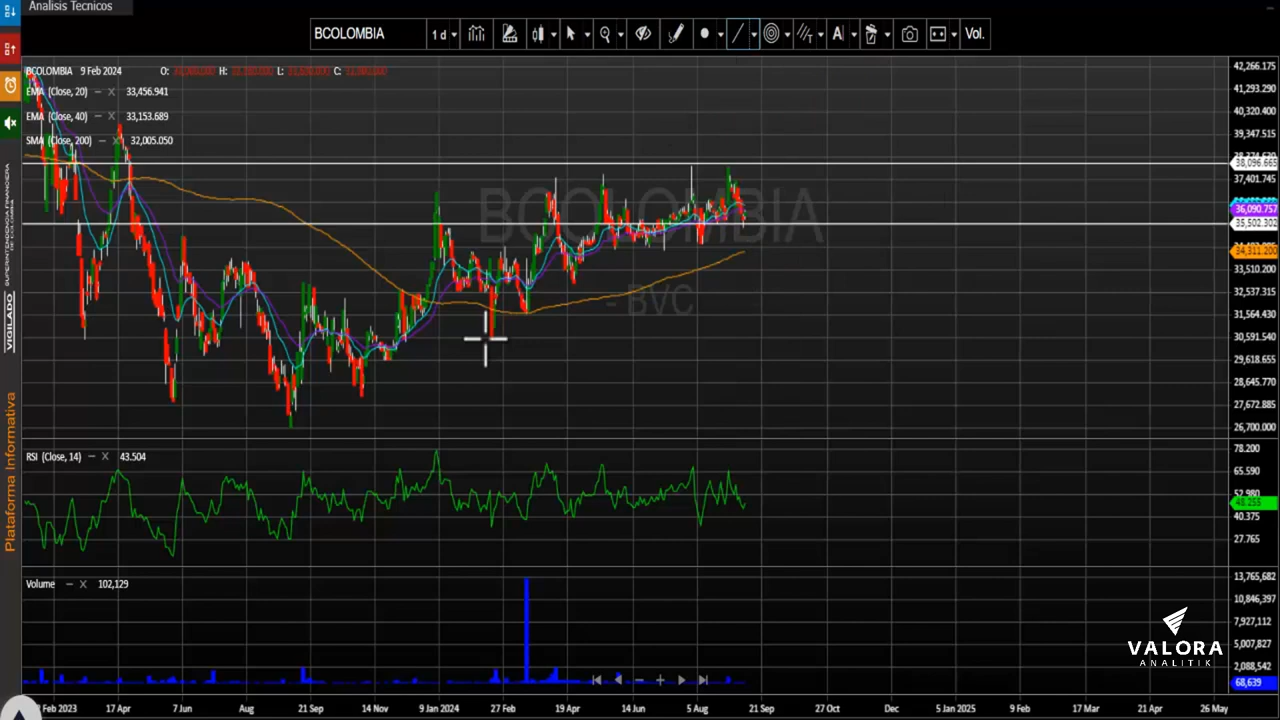 Analisis Tecnicos
BCOLOMBIA 1 d Vol.
BCOLOMBIA 9 Feb 2024 O: H: L: C:
EMA (Close, 20) – X 33,456.941
EMA (Close, 40) – X 33,153.689
SMA (Close, 200) – X 32,005.050
BCOLOMBIA
- BVC
42,266.175
41,293.290
40,320.400
39,347.515
38,096.665
37,401.745
36,090.757
35,502.302
34,311.200
33,510.200
32,537.315
31,564.430
30,591.540
29,618.655
28,645.770
27,672.885
26,700.000
RSI (Close, 14) – X 43.504
78.200
65.590
52.980
40.375
27.765
Volume – X 102,129
13,765,682
10,846,397
7,927,112
5,007,827
2,088,542
68,639
VALORA
ANALITIK
Feb 2023 17 Apr 7 Jun Aug 21 Sep 14 Nov 9 Jan 2024 27 Feb 19 Apr 14 Jun 5 Aug 21 Sep 27 Oct 5 Jan 2025 9 Feb 17 Mar 21 Apr 26 May
SUPERINTENDENCIA FINANCIERA
DE COLOMBIA
VIGILADO
Plataforma Informativa